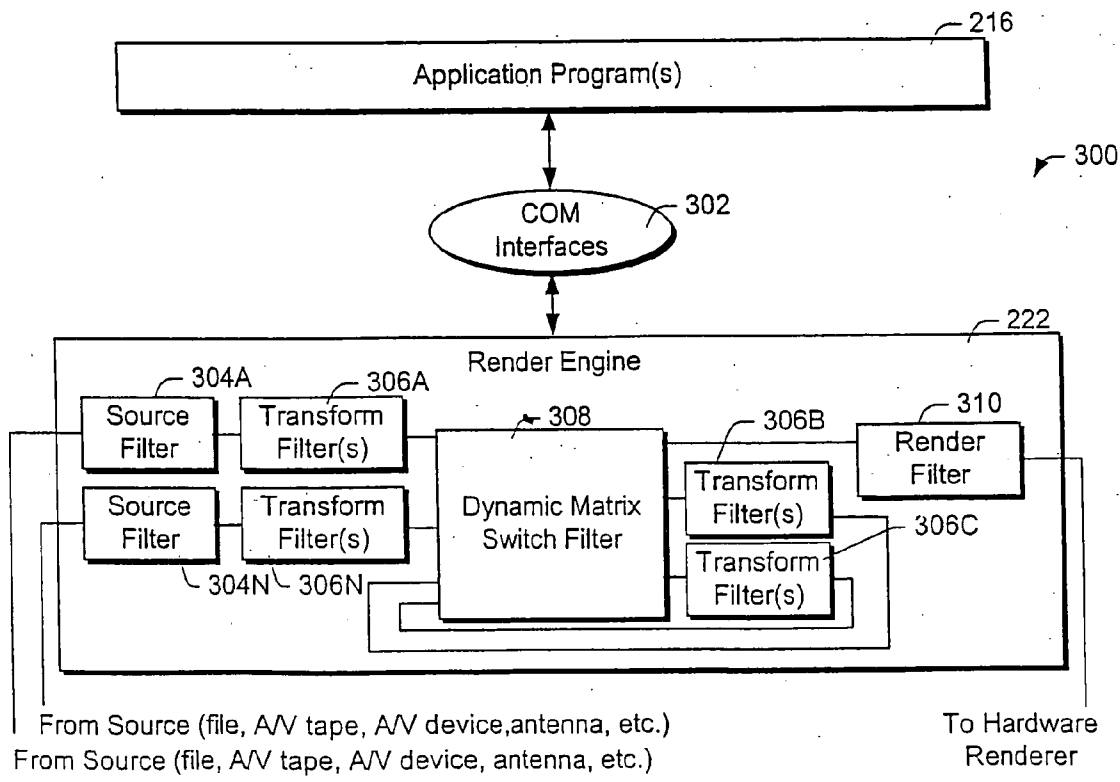 216
Application Program(s)
300
COM
Interfaces
302
222
Render Engine
304A
306A
308
306B
310
Source
Filter
Transform
Filter(s)
Render
Filter
Transform
Filter(s)
Dynamic Matrix
Switch Filter
Source
Filter
Transform
Filter(s)
306C
Transform
Filter(s)
304N
306N
From Source (file, A/V tape, A/V device,antenna, etc.)
From Source (file, A/V tape, A/V device, antenna, etc.)
To Hardware
Renderer